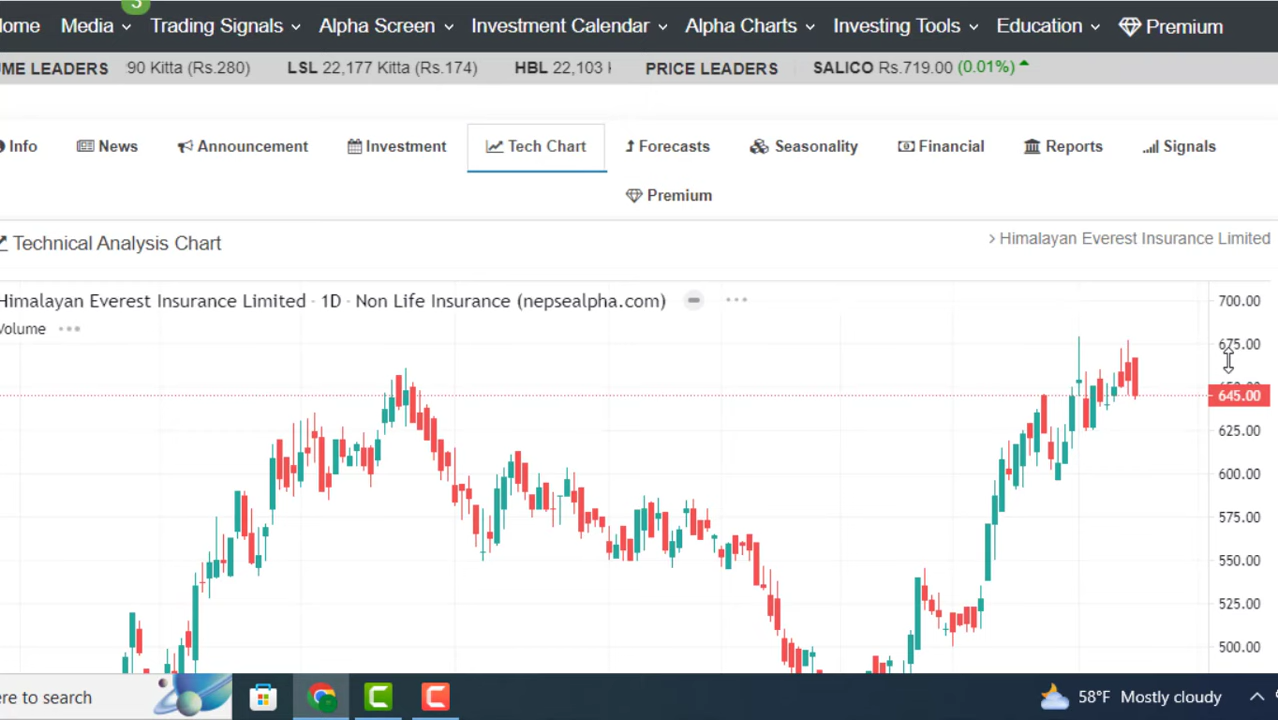 3
ome Media Trading Signals Alpha Screen Investment Calendar Alpha Charts Investing Tools Education Premium
ME LEADERS 90 Kitta (Rs.280) LSL 22,177 Kitta (Rs.174) HBL 22,103 PRICE LEADERS SALICO Rs.719.00 (0.01%)
Info News Announcement Investment Tech Chart Forecasts Seasonality Financial Reports Signals
Premium
Technical Analysis Chart > Himalayan Everest Insurance Limited
Himalayan Everest Insurance Limited · 1D · Non Life Insurance (nepsealpha.com)
Volume
700.00
675.00
645.00
625.00
600.00
575.00
550.00
525.00
500.00
ere to search 58°F Mostly cloudy